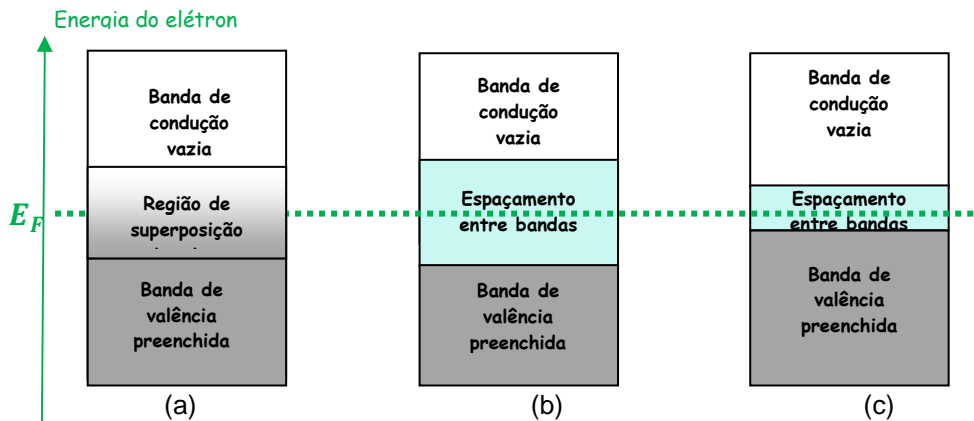 Energia do elétron
E_F
Banda de
condução
vazia
Região de
superposição
Banda de
valência
preenchida
(a)
Banda de
condução
vazia
Espaçamento
entre bandas
Banda de
valência
preenchida
(b)
Banda de
condução
vazia
Espaçamento
entre bandas
Banda de
valência
preenchida
(c)